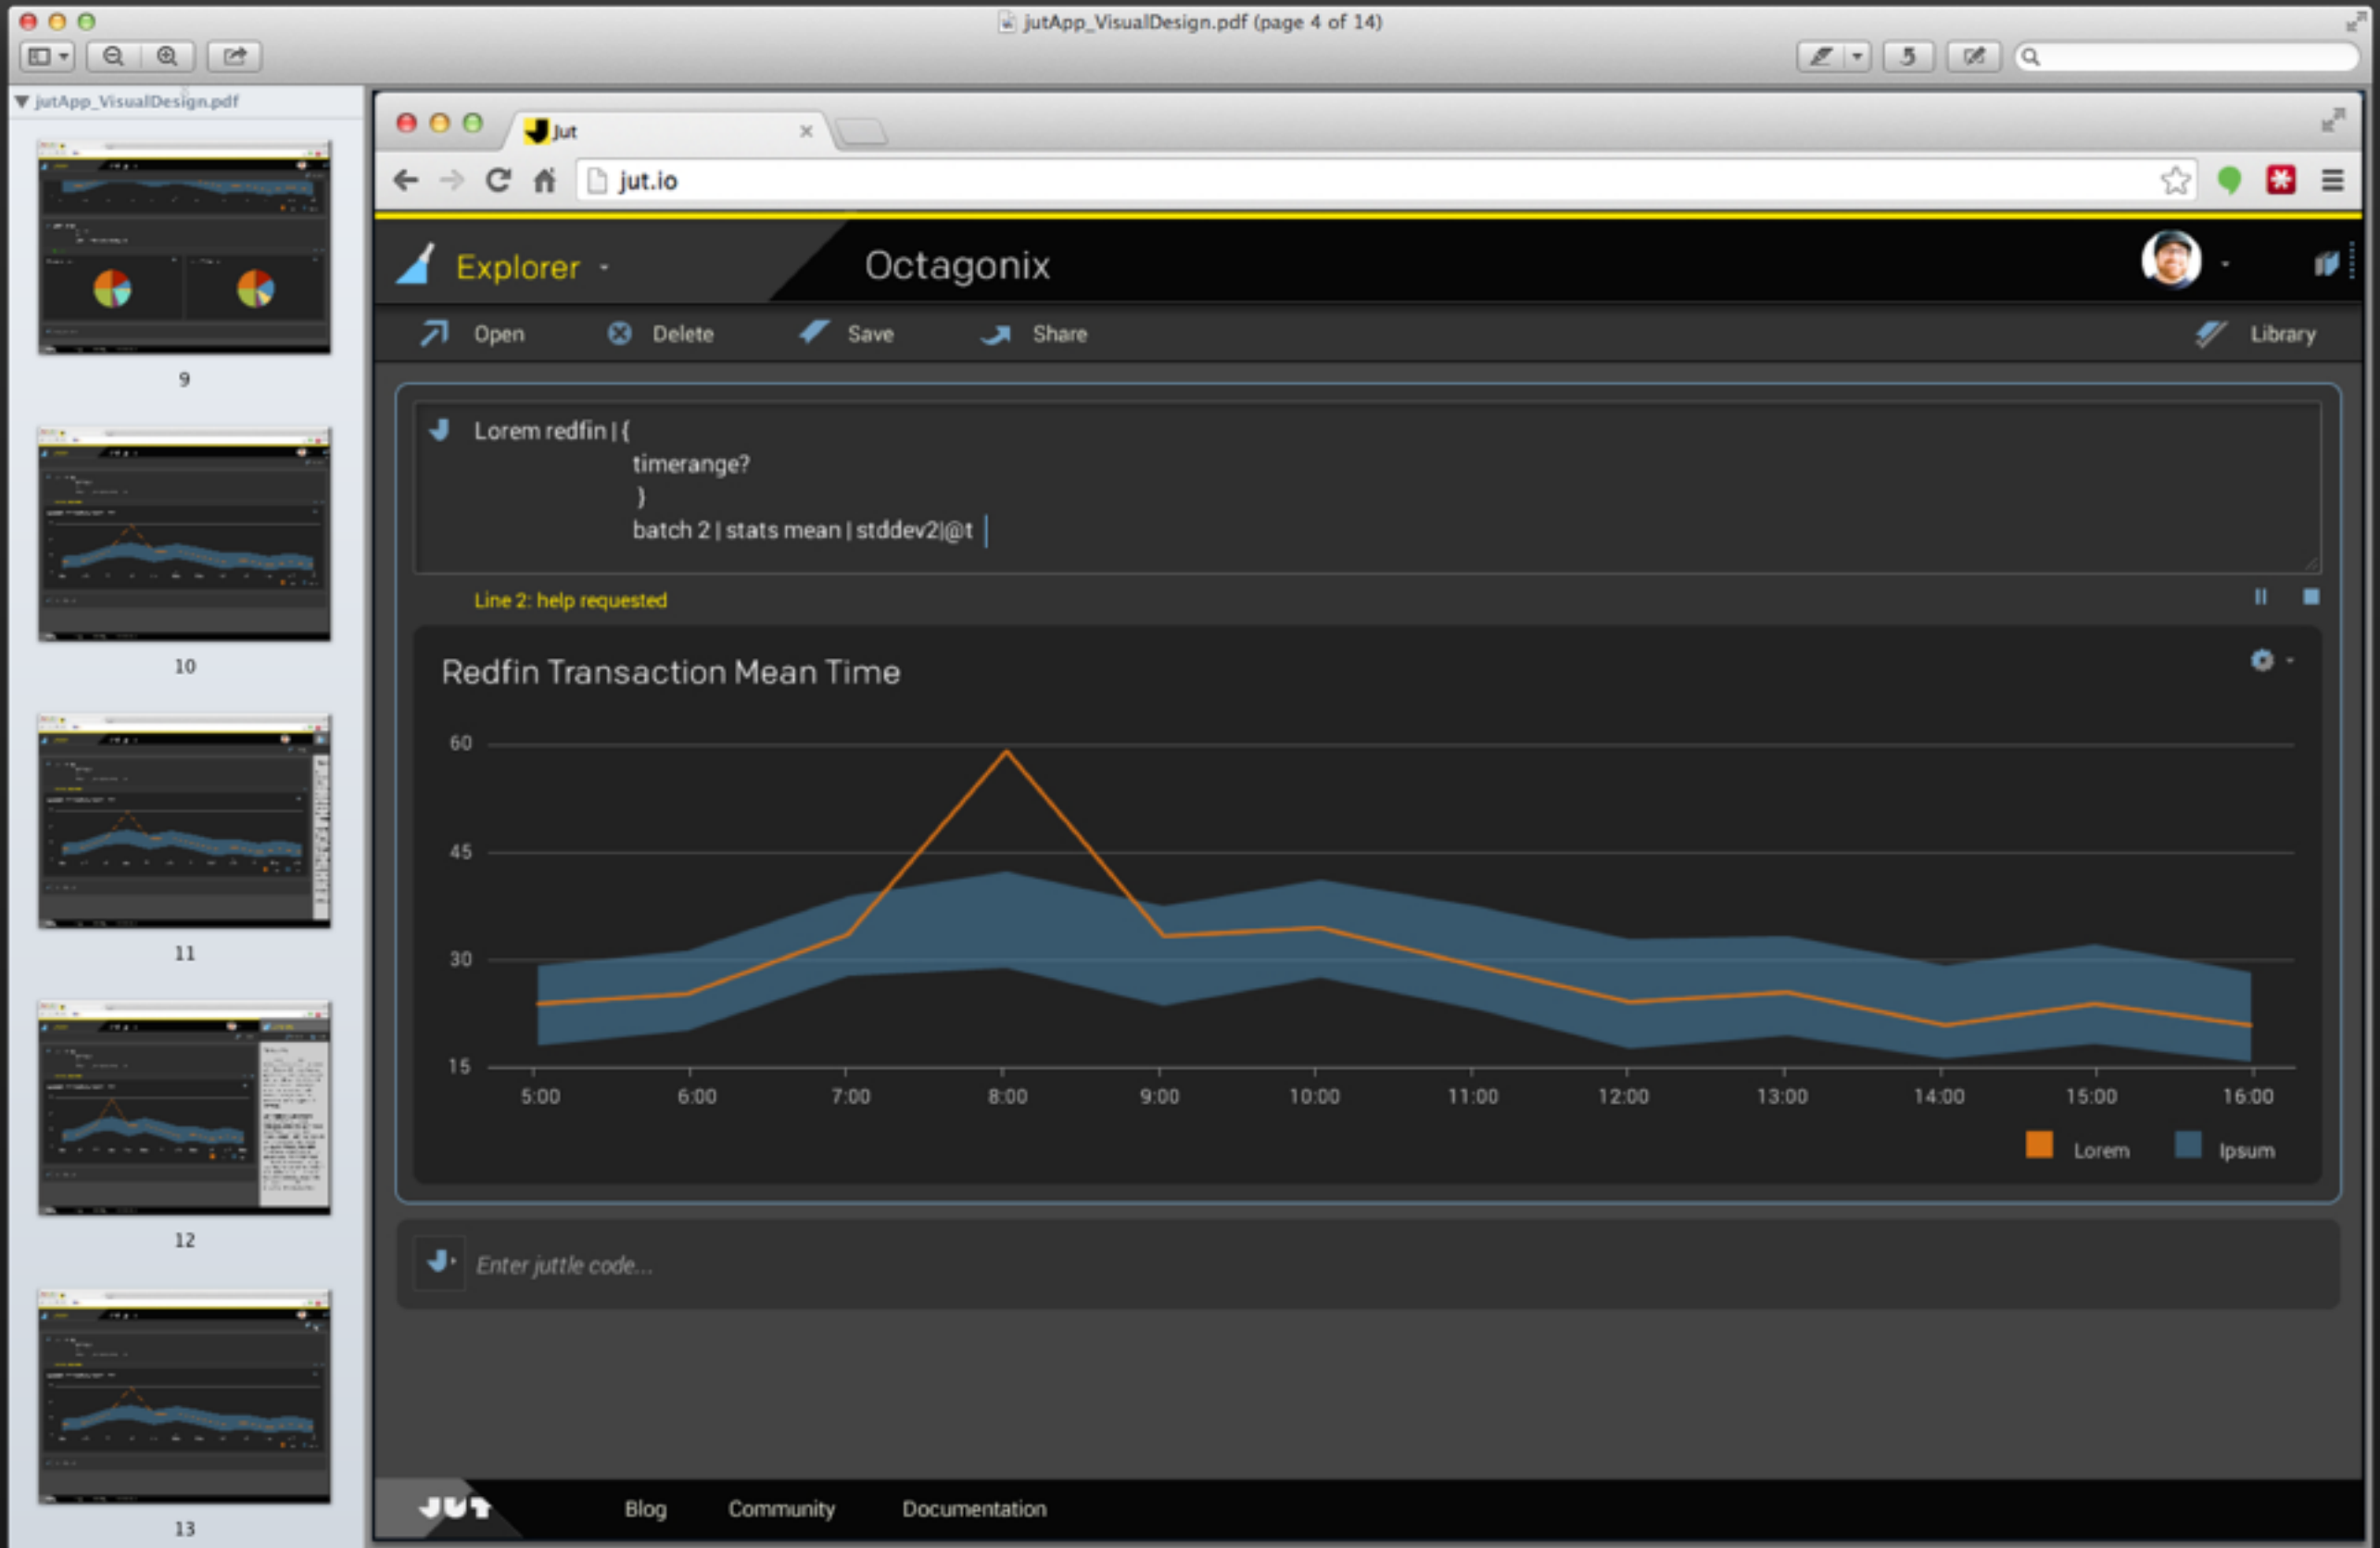 jutApp_VisualDesign.pdf (page 4 of 14)
jutApp_VisualDesign.pdf
9
10
11
12
13
Jut
jut.io
Explorer
Octagonix
Open
Delete
Save
Share
Library
Lorem redfin | {
timerange?
}
batch 2 | stats mean | stddev2|@t
Line 2: help requested
Redfin Transaction Mean Time
60
45
30
15
5:00 6:00 7:00 8:00 9:00 10:00 11:00 12:00 13:00 14:00 15:00 16:00
Lorem
Ipsum
Enter juttle code...
JUT
Blog
Community
Documentation